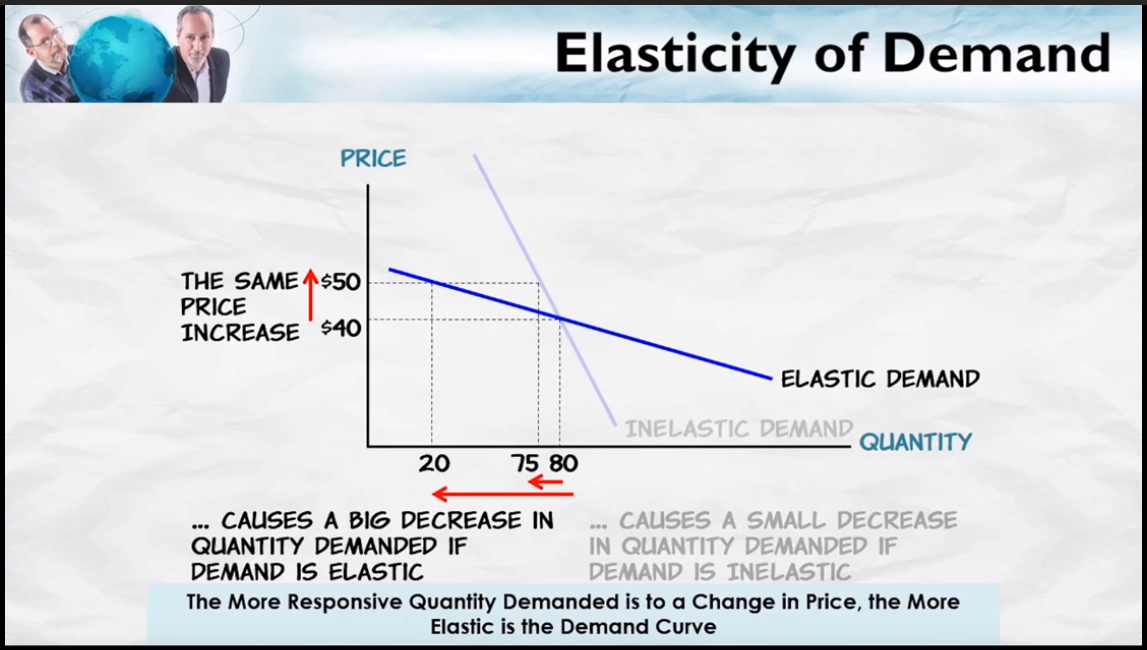 Elasticity of Demand
PRICE
THE SAME
PRICE
INCREASE
$50
$40
ELASTIC DEMAND
INELASTIC DEMAND
QUANTITY
20
75
80
... CAUSES A BIG DECREASE IN
QUANTITY DEMANDED IF
DEMAND IS ELASTIC
... CAUSES A SMALL DECREASE
IN QUANTITY DEMANDED IF
DEMAND IS INELASTIC
The More Responsive Quantity Demanded is to a Change in Price, the More
Elastic is the Demand Curve